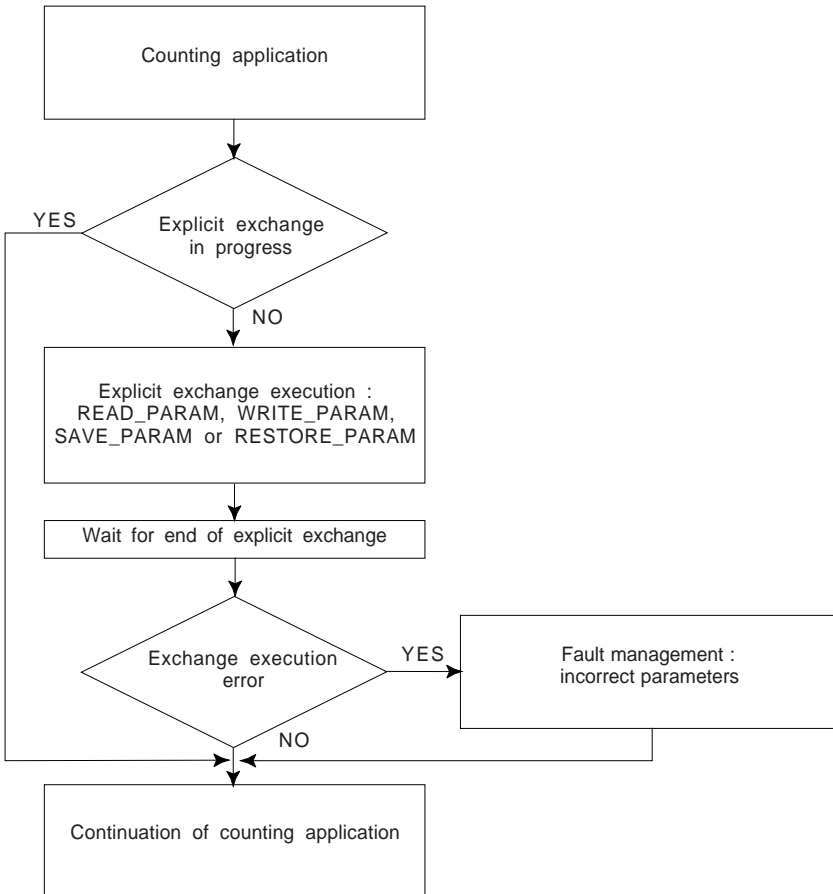 Counting application
YES
Explicit exchange
in progress
NO
Explicit exchange execution :
READ_PARAM, WRITE_PARAM,
SAVE_PARAM or RESTORE_PARAM
Wait for end of explicit exchange
Exchange execution
error
YES
Fault management :
incorrect parameters
NO
Continuation of counting application